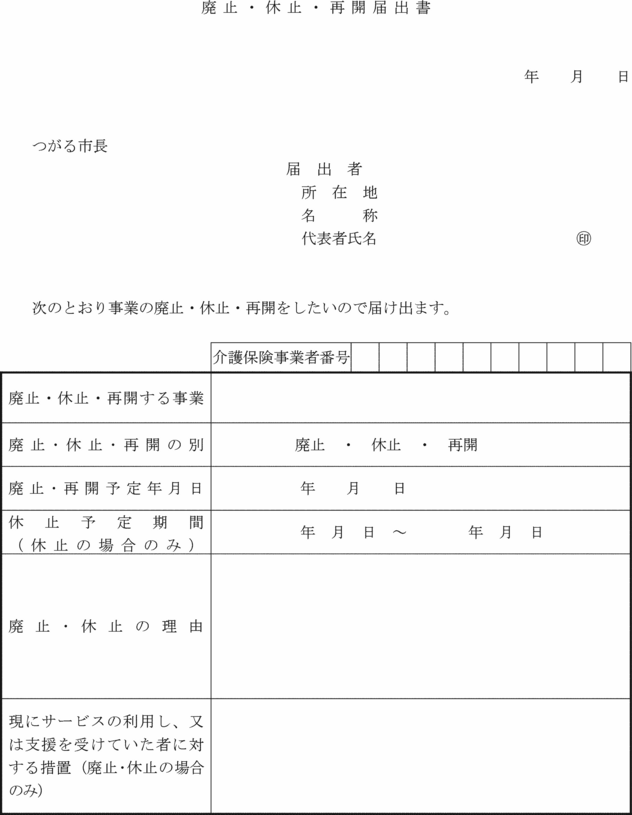 廃止・休止・再開届出書
年 月 日
つがる市長
届出者
所在地
名称
代表者氏名 ㊞
次のとおり事業の廃止・休止・再開をしたいので届け出ます。
介護保険事業者番号
廃止・休止・再開する事業
廃止・休止・再開の別 廃止 ・ 休止 ・ 再開
廃止・再開予定年月日 年 月 日
休止予定期間
(休止の場合のみ) 年 月 日 ～ 年 月 日
廃止・休止の理由
現にサービスの利用し、又
は支援を受けていた者に対
する措置(廃止・休止の場合
のみ)